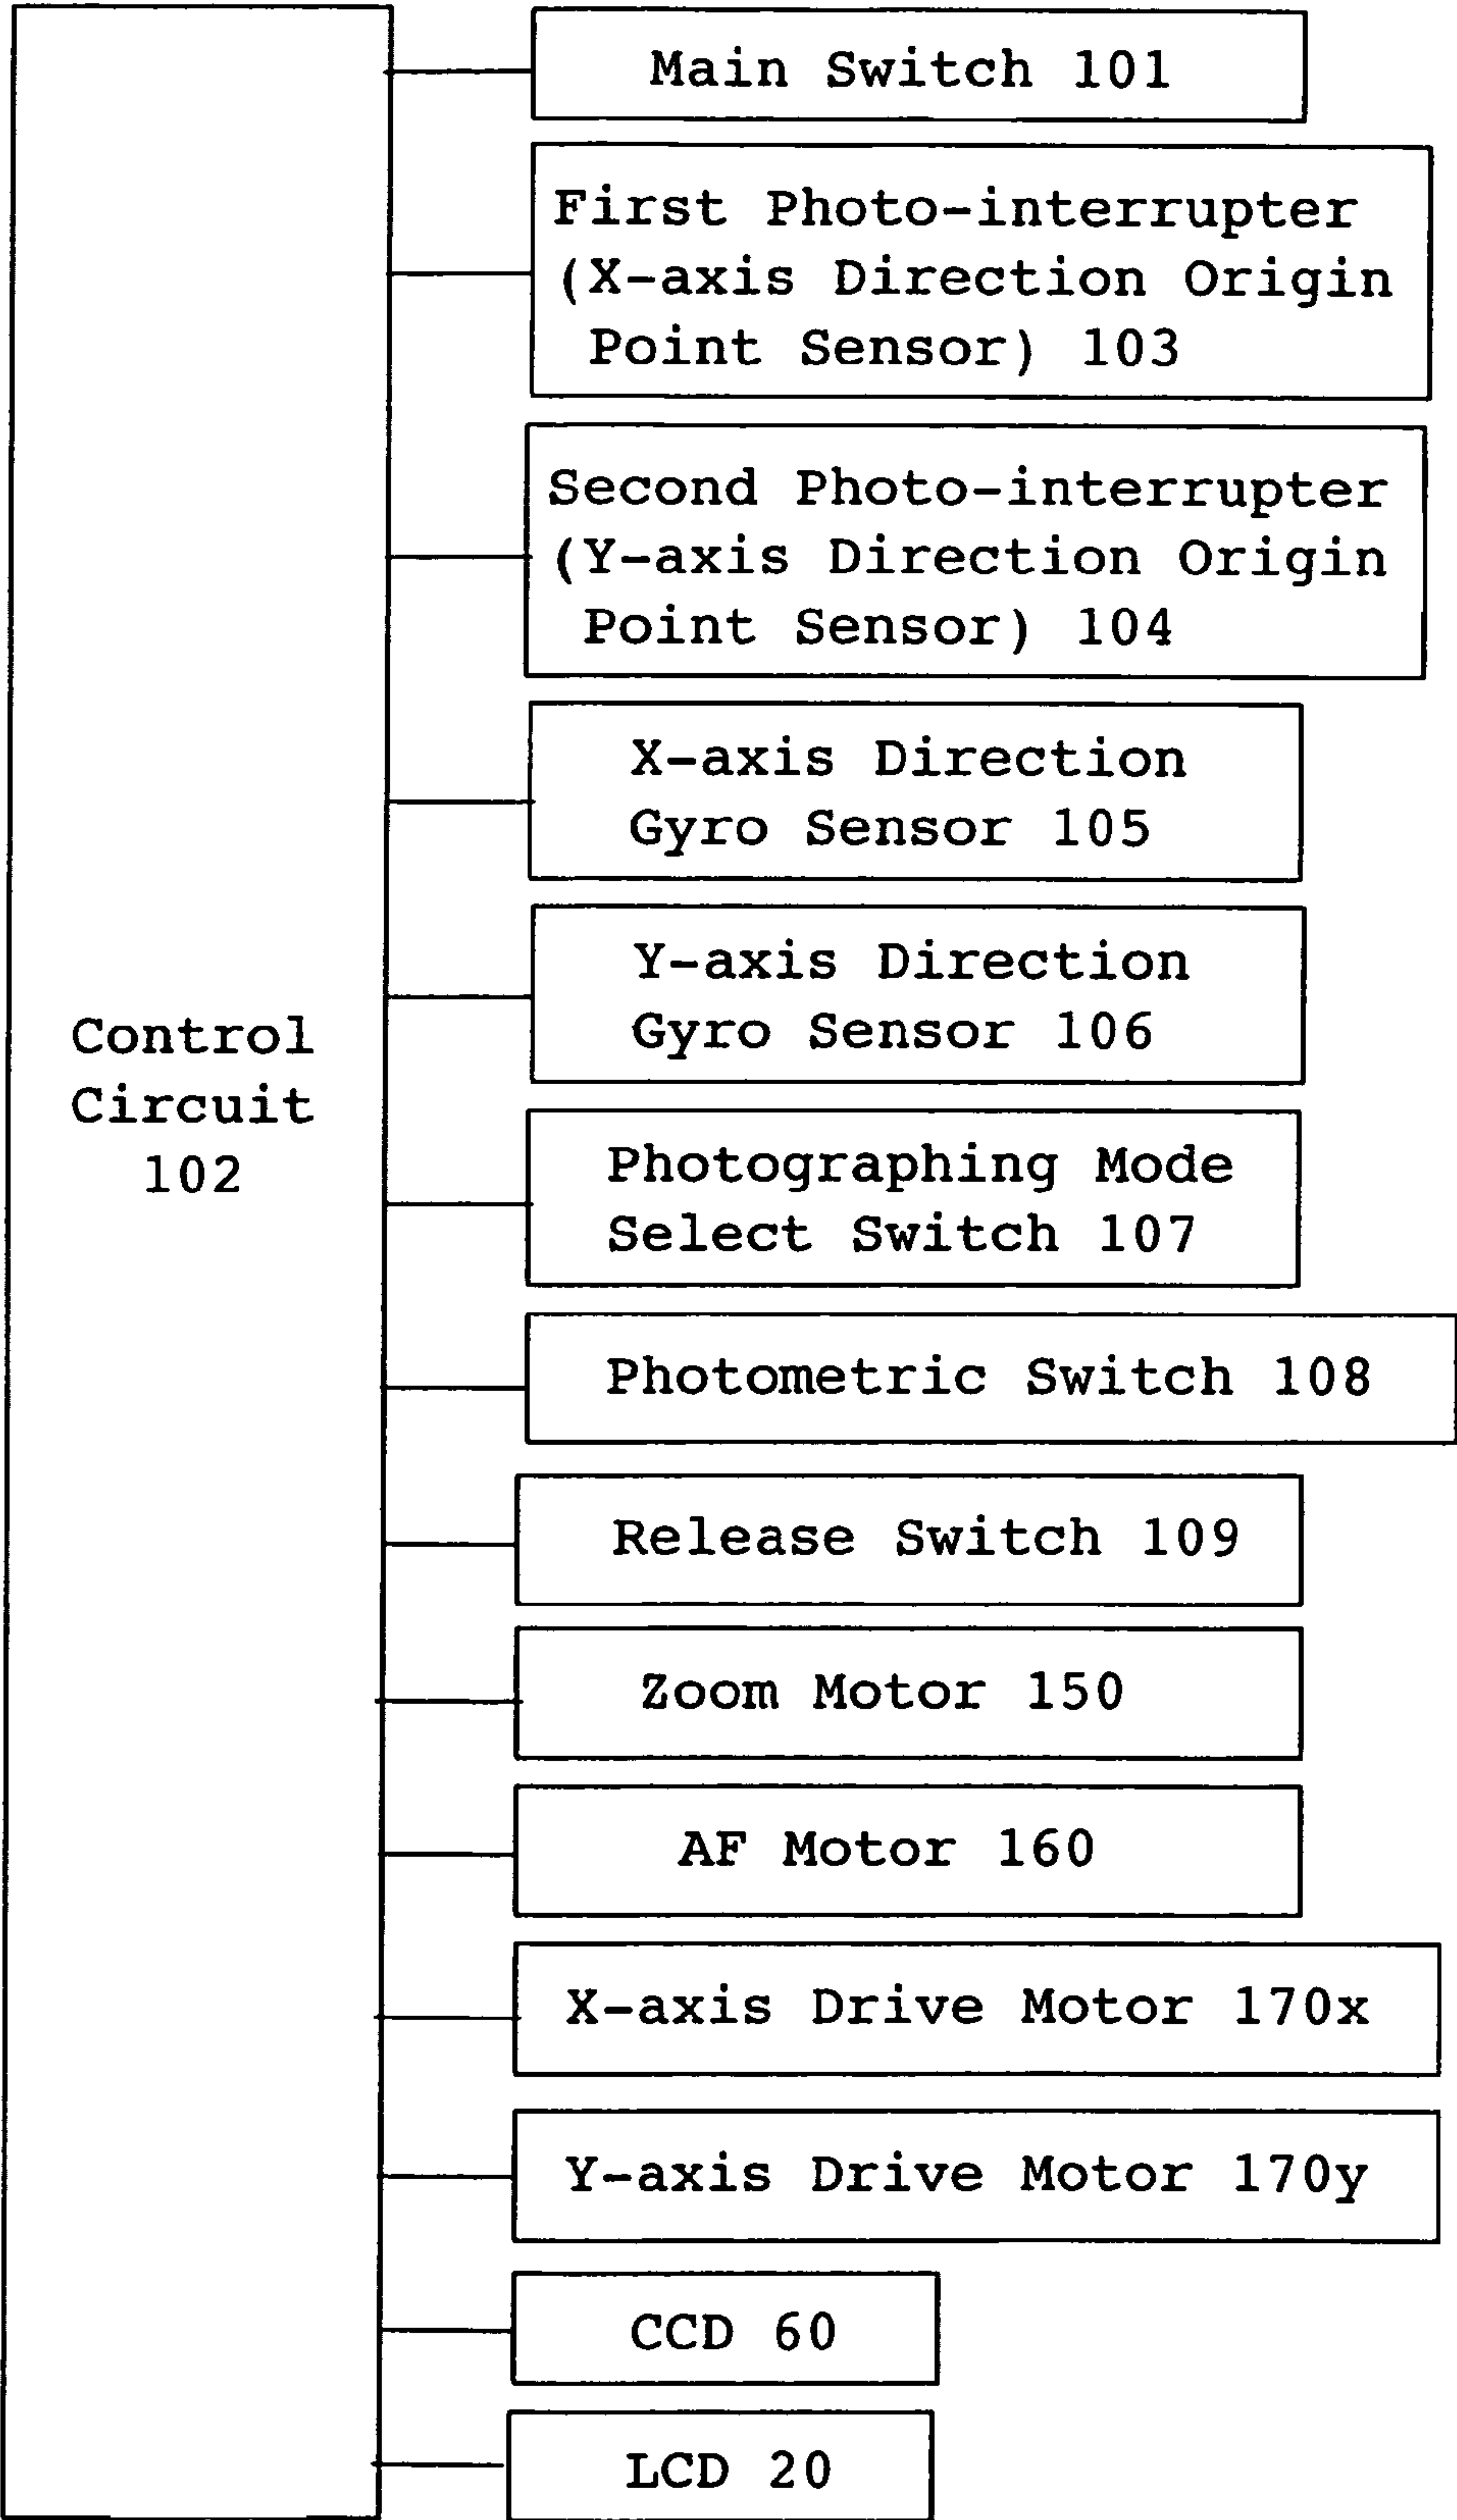 Main Switch 101
First Photo-interrupter
(X-axis Direction Origin
Point Sensor) 103
Second Photo-interrupter
(Y-axis Direction Origin
Point Sensor) 104
X-axis Direction
Gyro Sensor 105
Y-axis Direction
Gyro Sensor 106
Control
Circuit
102
Photographing Mode
Select Switch 107
Photometric Switch 108
Release Switch 109
Zoom Motor 150
AF Motor 160
X-axis Drive Motor 170x
Y-axis Drive Motor 170y
CCD 60
LCD 20